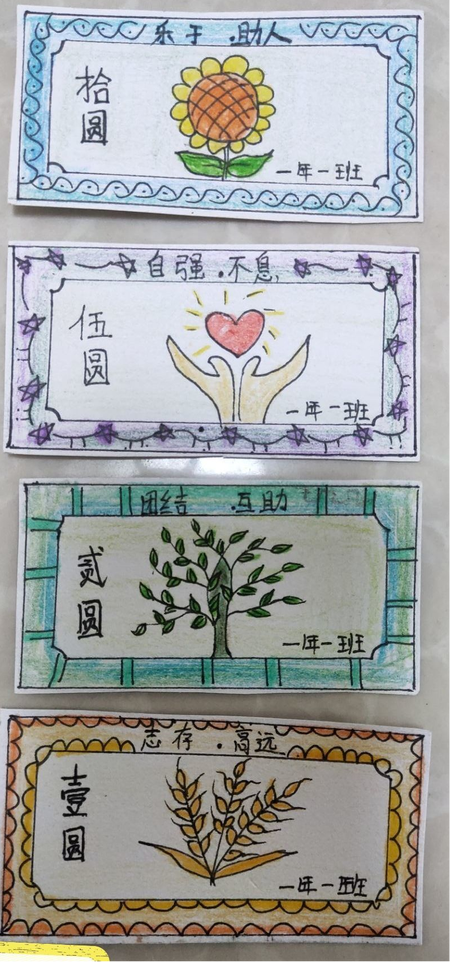 乐于.助人
拾圆
一年一班
自强.不息
伍圆
一年一班
团结.互助
贰圆
一年一班
志存.高远
壹圆
一年一班